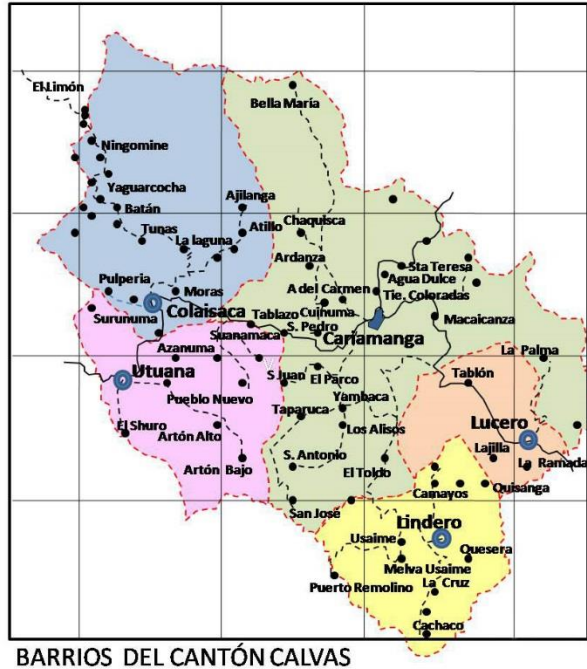 El Limón
Bella María
Ningomine
Yaguarcocha
Batán
Ajilanga
Tunas
Atillo
Chaquisca
La laguna
Ardanza
Sta Teresa
Agua Dulce
Pulperia
Moras
A del Carmen
Tie. Coloradas
Colaisaca
Cuinuma
Surunuma
Tablazo
S. Pedro
Cariamanga
Macaicanza
Suanamaca
Azanuma
La Palma
Utuana
S Juan
El Parco
Tablón
Pueblo Nuevo
Yambaca
Taparuca
Lucero
El Shuro
Artón Alto
Los Alisos
Artón Bajo
S. Antonio
El Toldo
Lajilla
La Ramada
Camayos
Quisanga
San José
Lindero
Usaime
Quesera
Melva Usaime
Puerto Remolino
La Cruz
Cachaco
BARRIOS DEL CANTÓN CALVAS